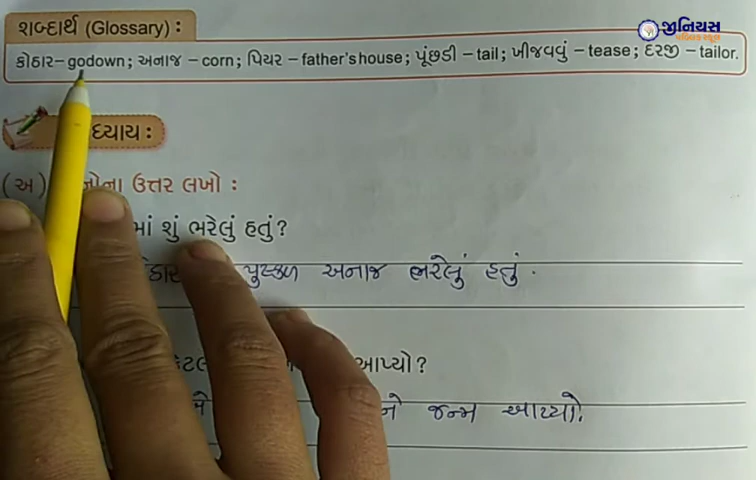 શબ્દાર્થ (Glossary) :
જીનિયસ
કોઠાર – godown; અનાજ – corn; પિયર – father's house; પૂંછડી – tail; ખીજવવું – tease; દરજી – tailor.
ધ્યાય :
(અ) ઉત્તર લખો :
શું ભરેલું હતું?
પુષ્કળ અનાજ ભરેલું હતું.
આપ્યો?
જન્મ આપ્યો.